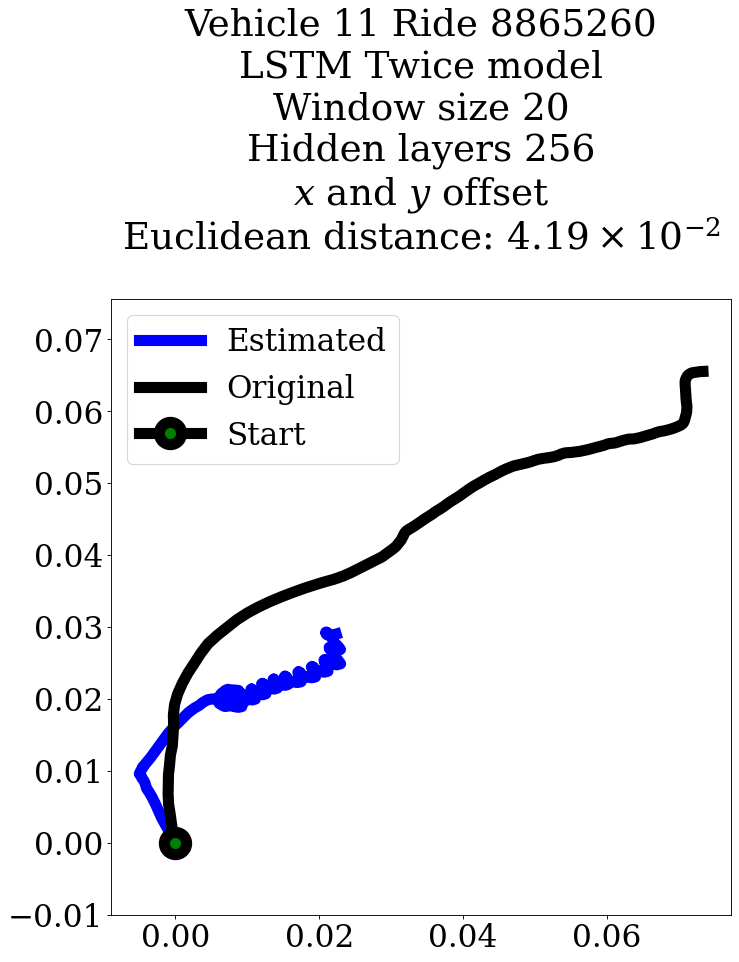 Vehicle 11 Ride 8865260
LSTM Twice model
Window size 20
Hidden layers 256
x and y offset
Euclidean distance: 4.19 × 10⁻²
Estimated
Original
Start
0.07
0.06
0.05
0.04
0.03
0.02
0.01
0.00
−0.01
0.00 0.02 0.04 0.06